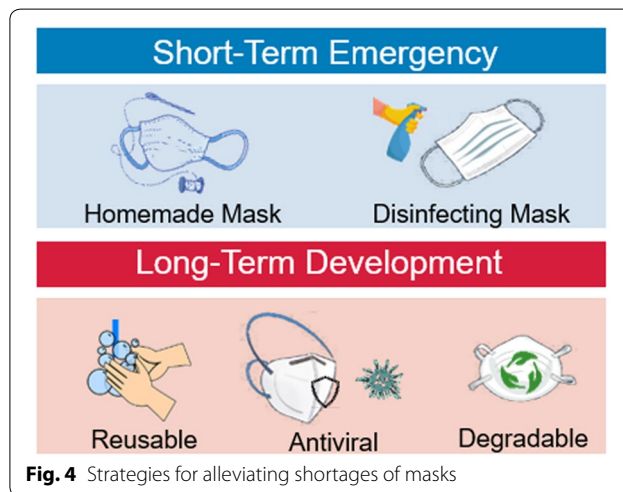 Short-Term Emergency
Homemade Mask Disinfecting Mask
Long-Term Development
Reusable Antiviral Degradable
Fig. 4 Strategies for alleviating shortages of masks